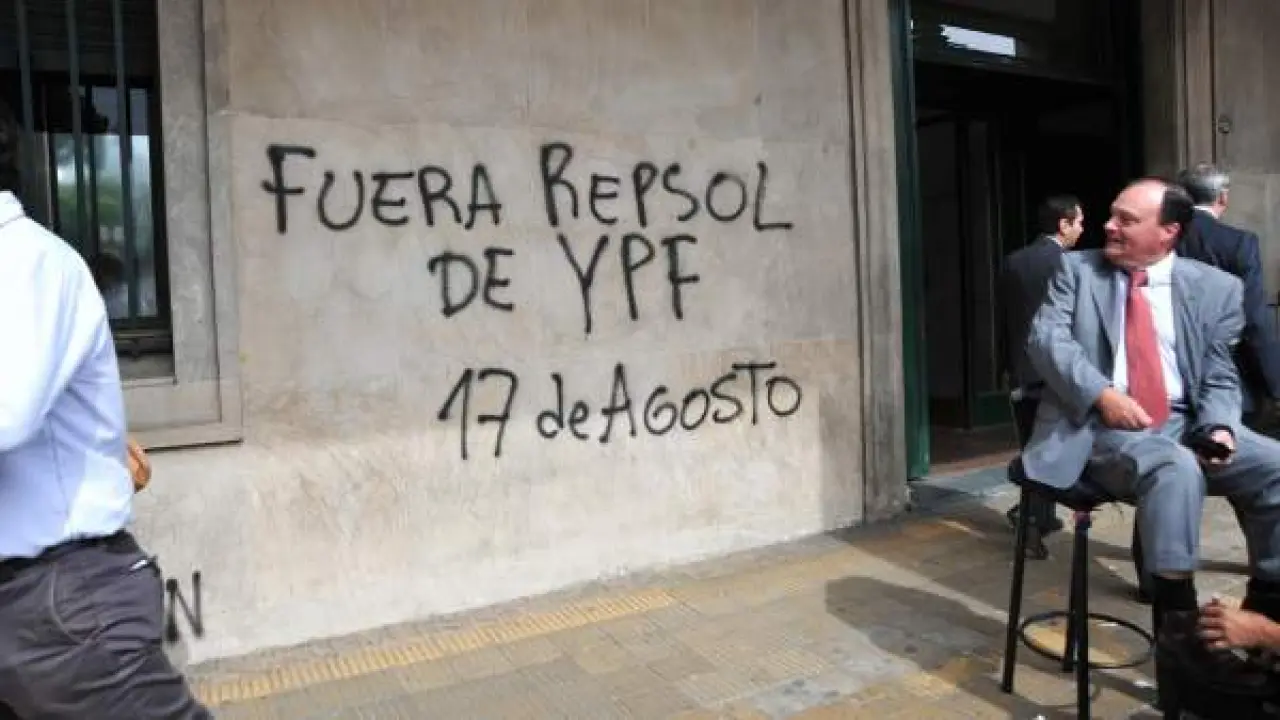 FUERA REPSOL
DE YPF
17 de AGOSTO
N